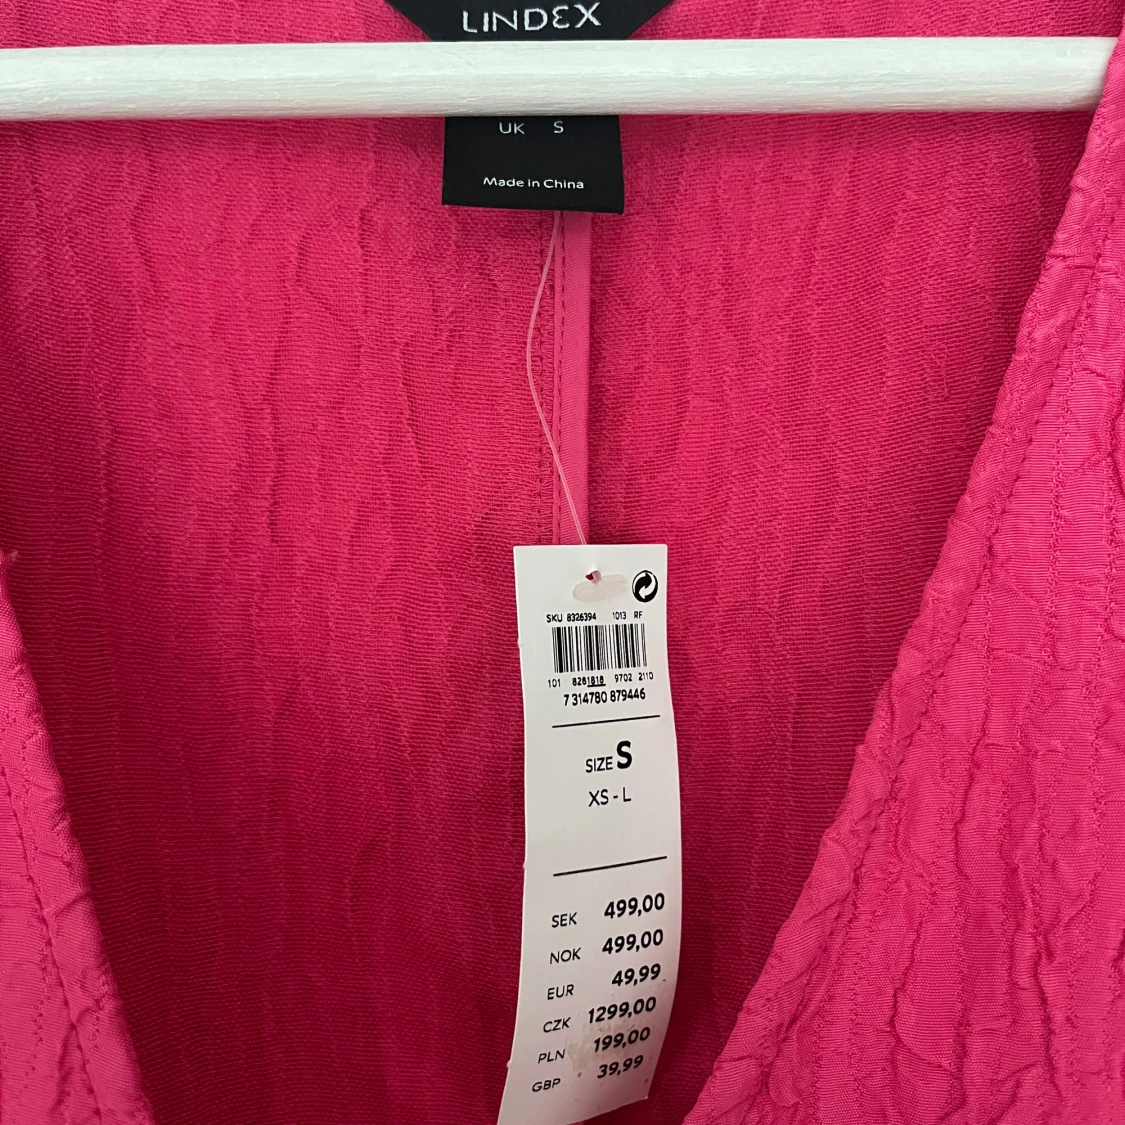 LINDEX
UK S
Made in China
SKU 8326394 1013 RF
101 8261818 9702 2110
7 314780 879446
SIZE S
XS - L
SEK 499,00
NOK 499,00
EUR 49,99
CZK 1299,00
PLN 199,00
GBP 39,99